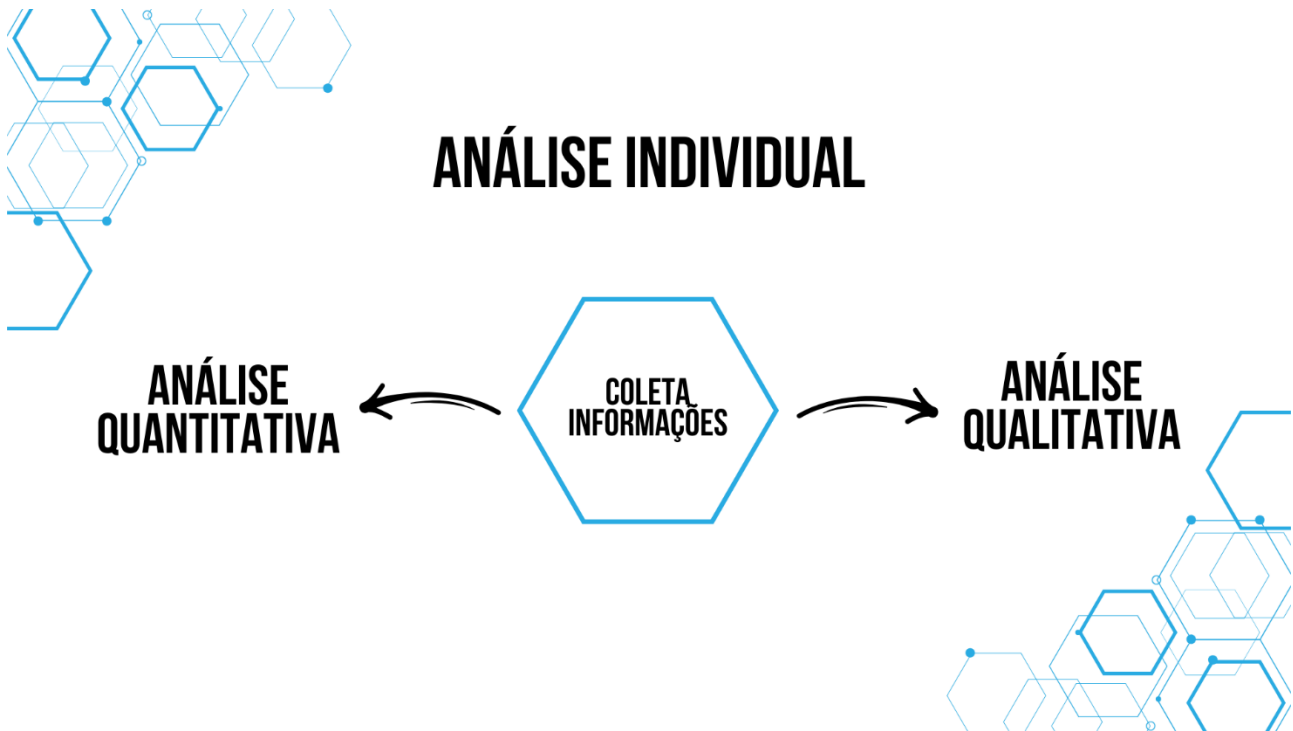 ANÁLISE INDIVIDUAL
ANÁLISE
QUANTITATIVA
COLETA
INFORMAÇÕES
ANÁLISE
QUALITATIVA